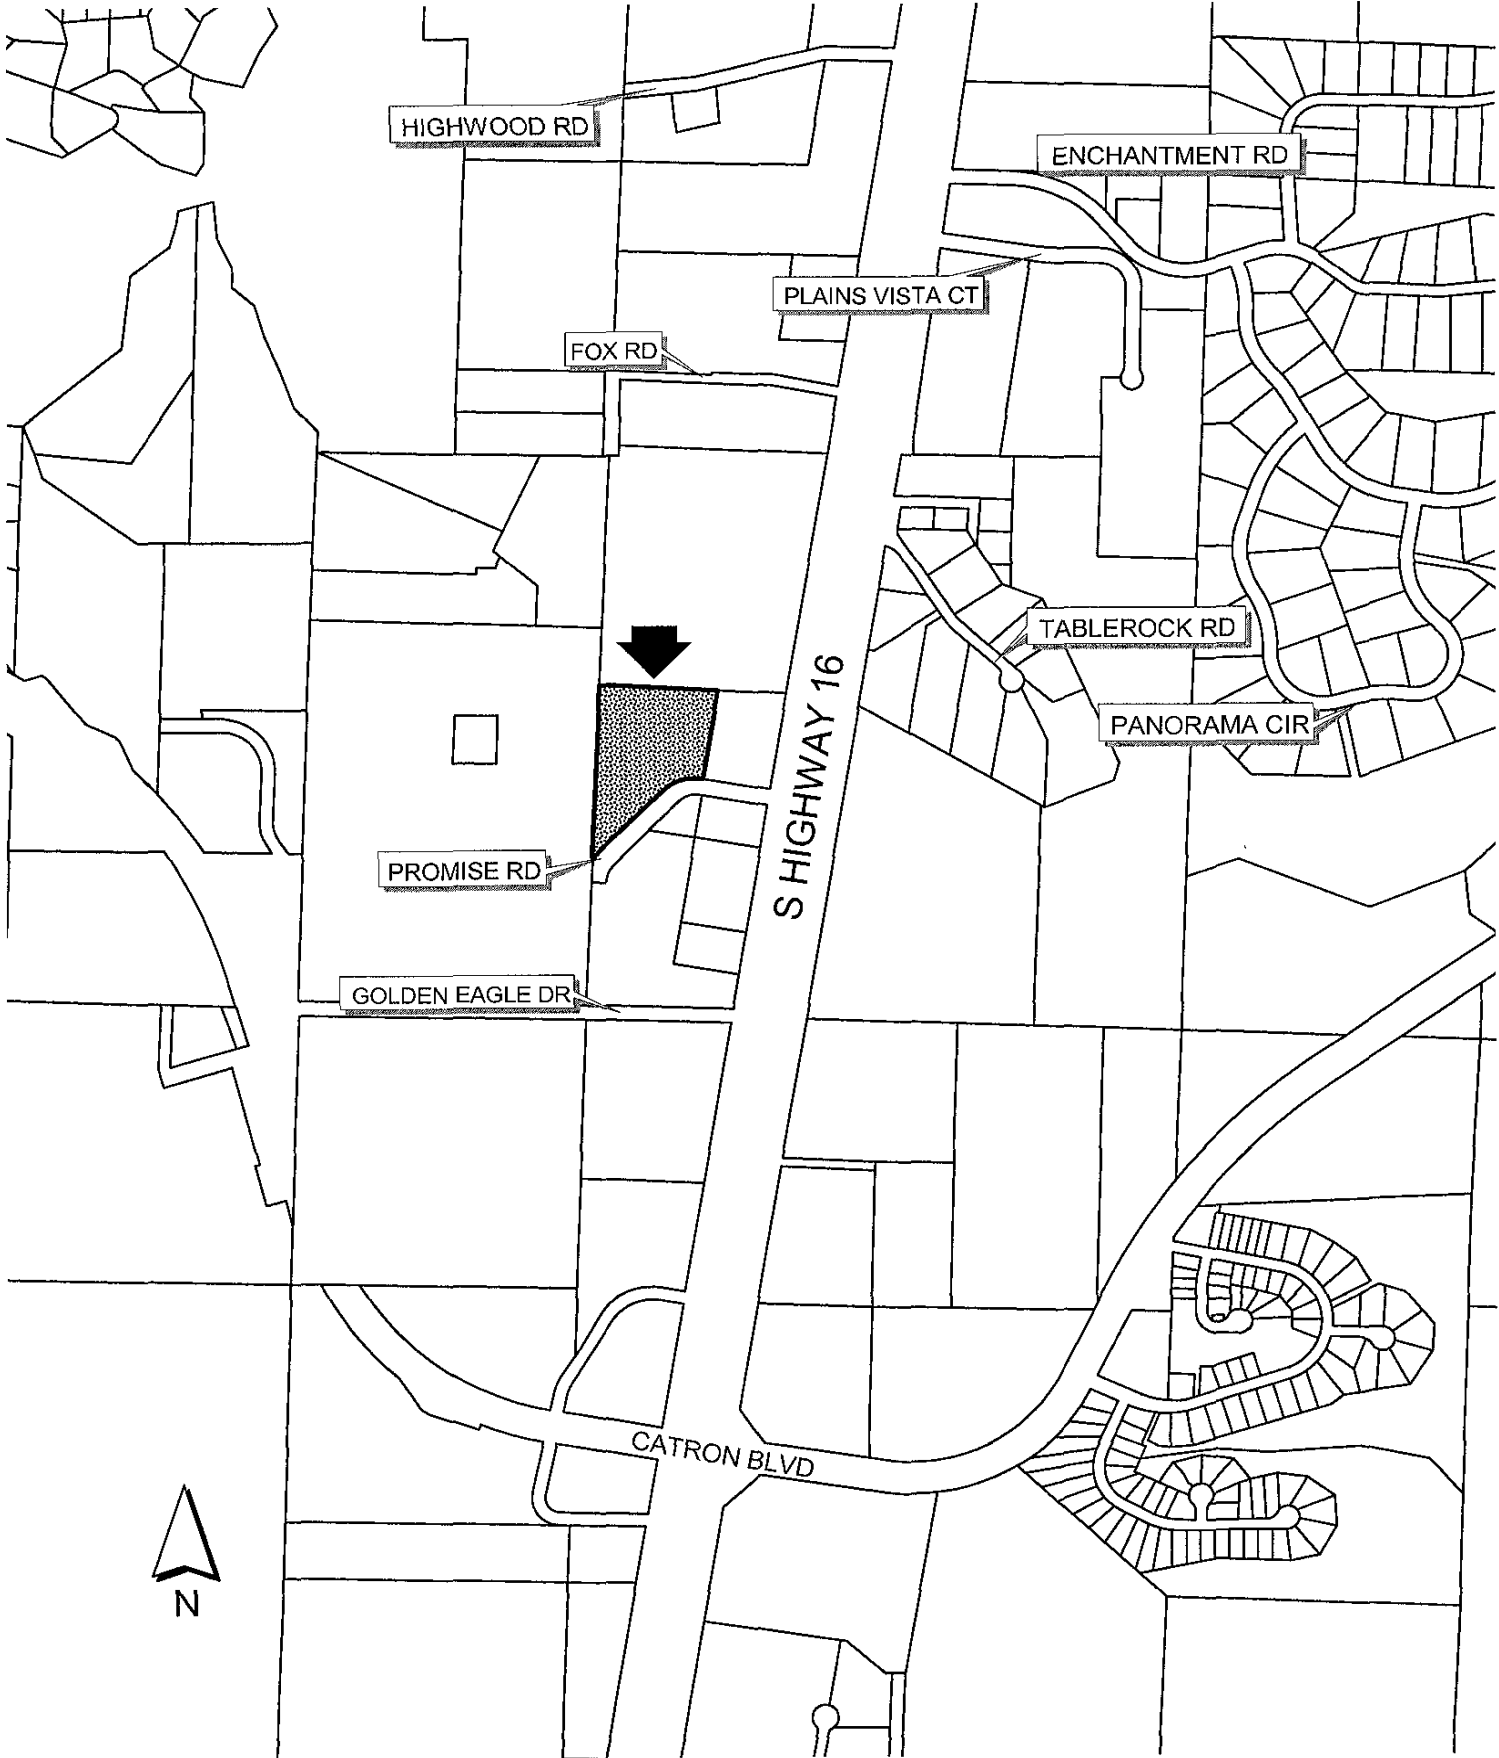 HIGHWOOD RD
ENCHANTMENT RD
PLAINS VISTA CT
FOX RD
TABLEROCK RD
S HIGHWAY 16
PANORAMA CIR
PROMISE RD
GOLDEN EAGLE DR
CATRON BLVD
N